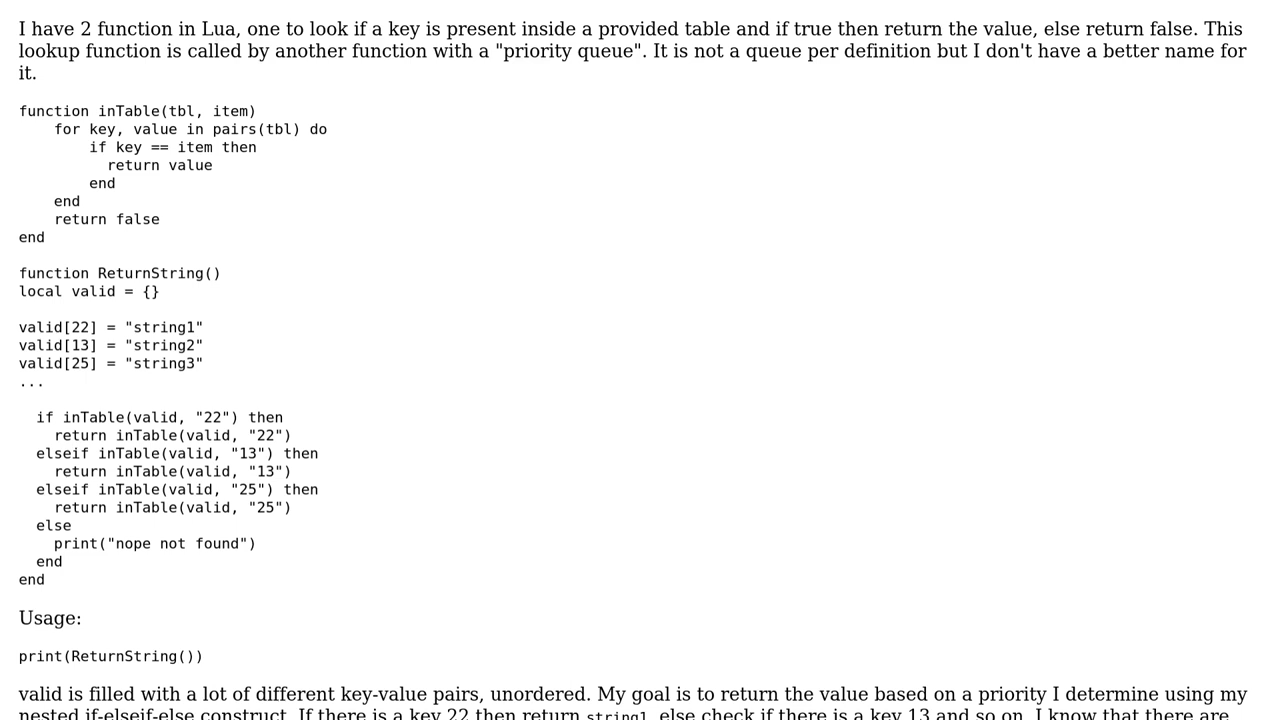 I have 2 function in Lua, one to look if a key is present inside a provided table and if true then return the value, else return false. This
lookup function is called by another function with a "priority queue". It is not a queue per definition but I don't have a better name for
it.
function inTable(tbl, item)
    for key, value in pairs(tbl) do
        if key == item then
          return value
        end
    end
    return false
end
function ReturnString()
local valid = {}
valid[22] = "string1"
valid[13] = "string2"
valid[25] = "string3"
...
  if inTable(valid, "22") then
    return inTable(valid, "22")
  elseif inTable(valid, "13") then
    return inTable(valid, "13")
  elseif inTable(valid, "25") then
    return inTable(valid, "25")
  else
    print("nope not found")
  end
end
Usage:
print(ReturnString())
valid is filled with a lot of different key-value pairs, unordered. My goal is to return the value based on a priority I determine using my
nested if-elseif-else construct. If there is a key 22 then return string1, else check if there is a key 13 and so on. I know that there are